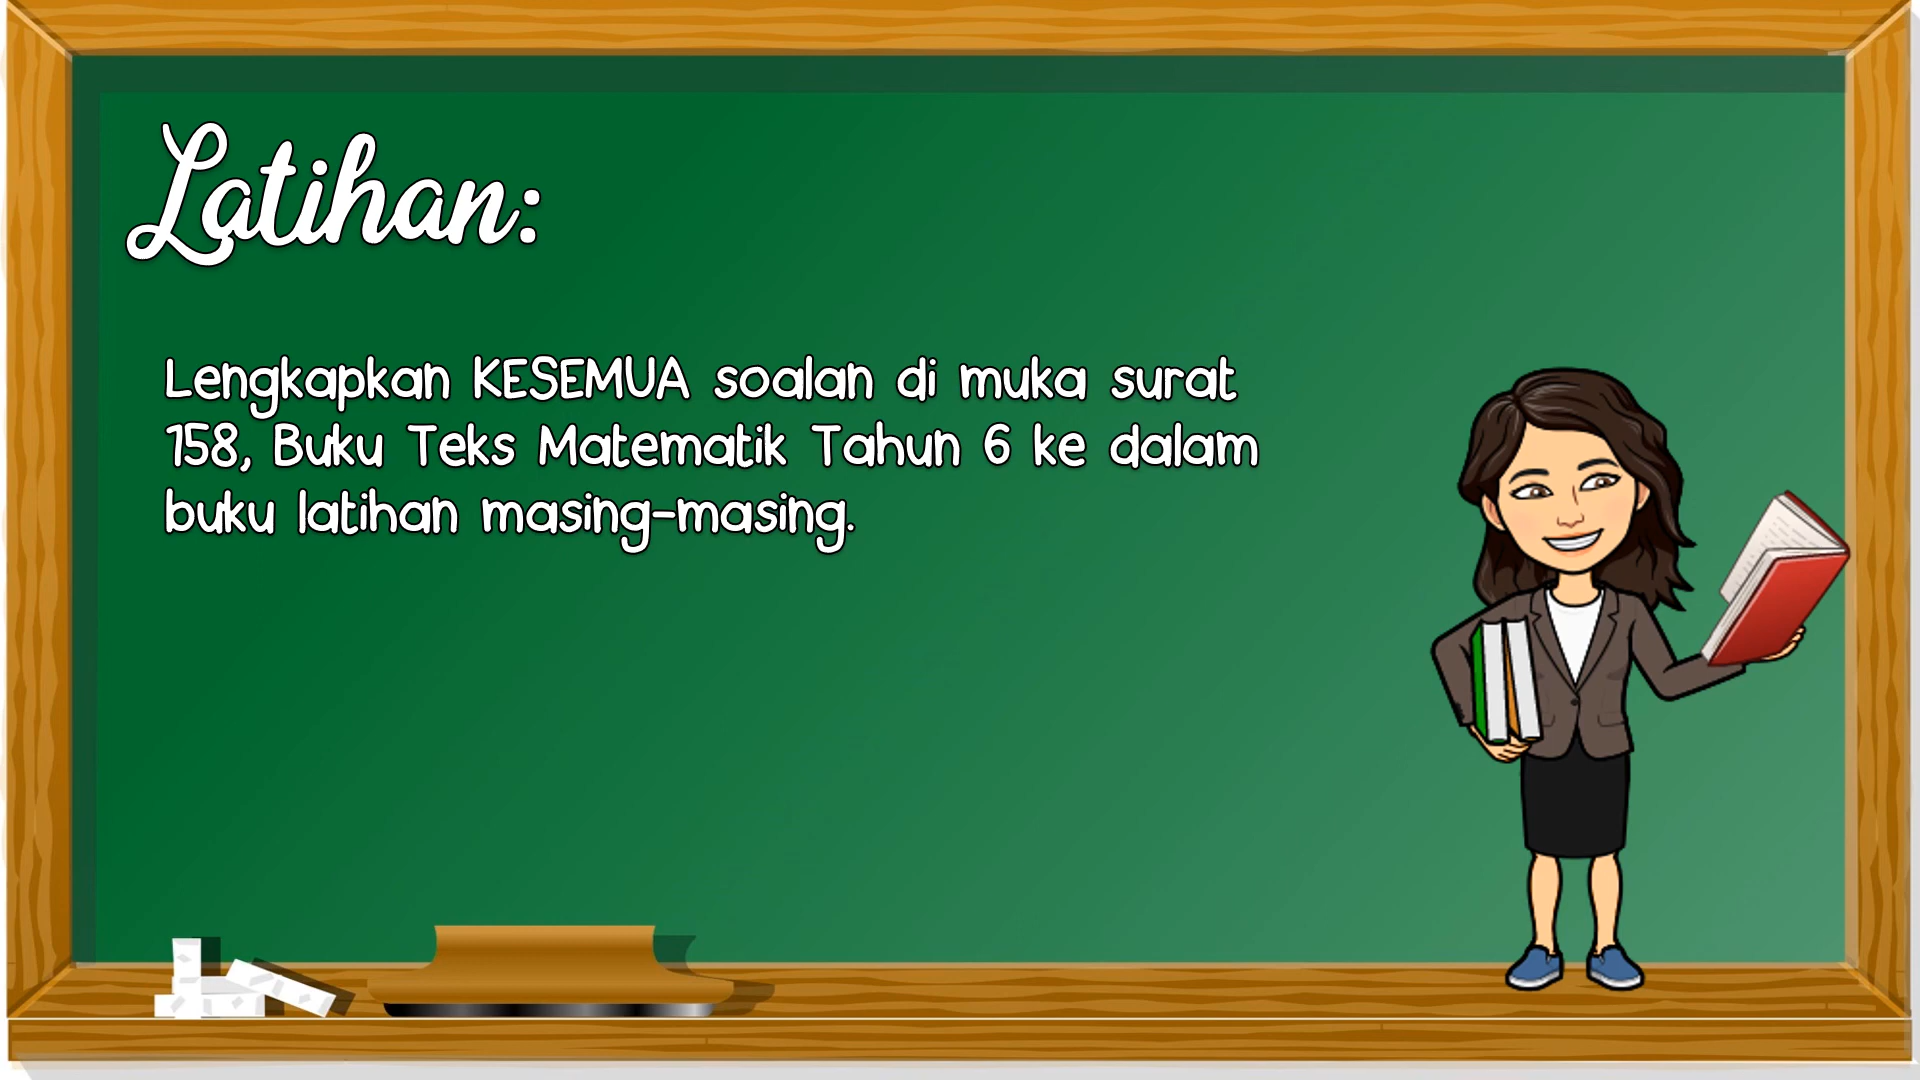 Latihan:
Lengkapkan KESEMUA soalan di muka surat
158, Buku Teks Matematik Tahun 6 ke dalam
buku latihan masing-masing.